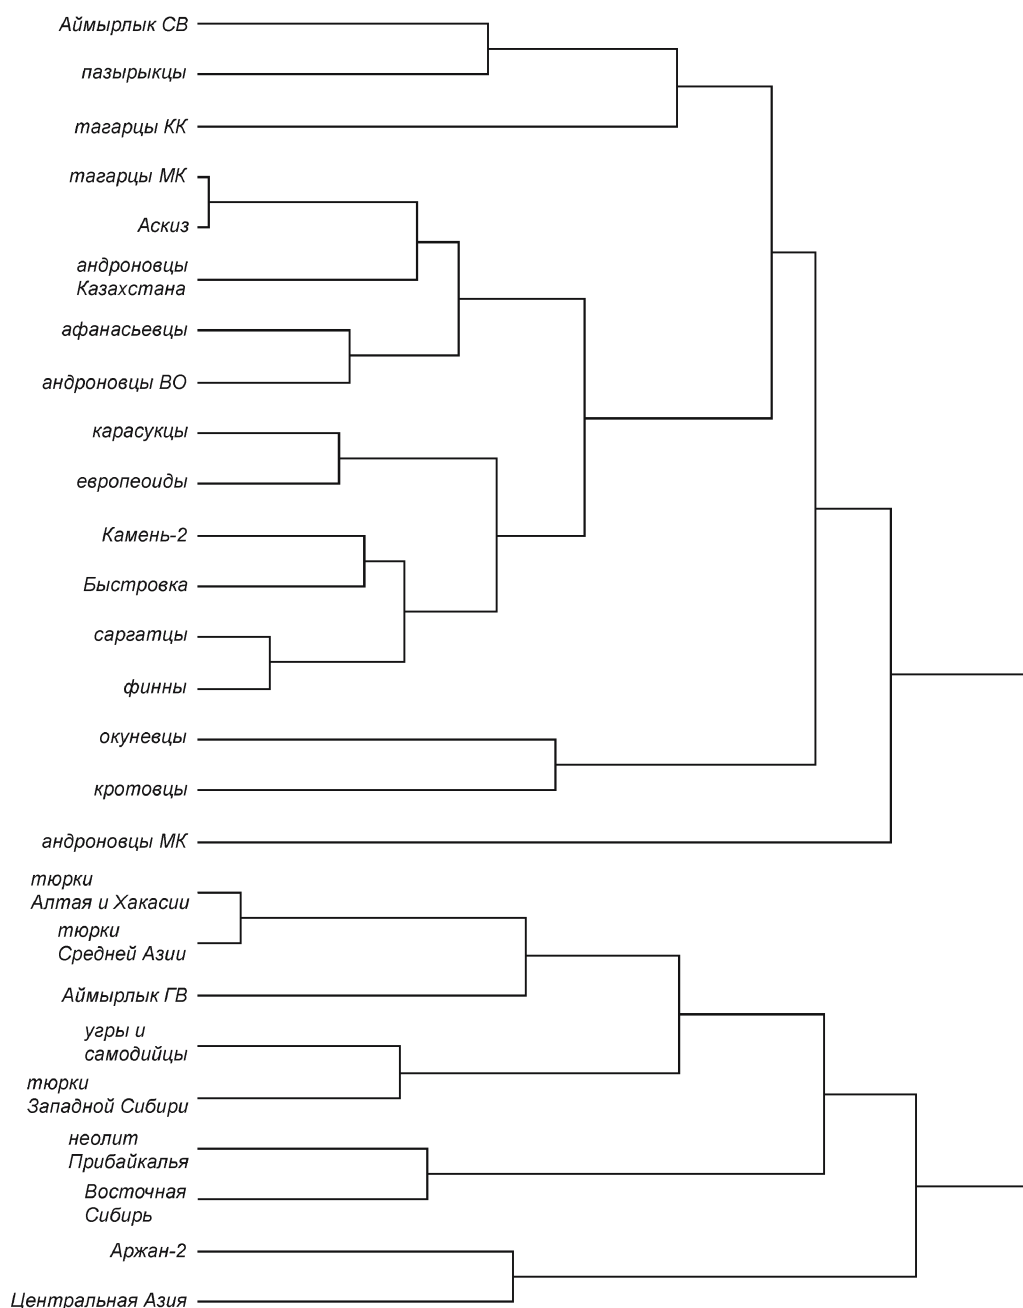 Аймырлык СВ
пазырыкцы
тагарцы КК
тагарцы МК
Аскиз
андроновцы
Казахстана
афанасьевцы
андроновцы ВО
карасукцы
европеоиды
Камень-2
Быстровка
саргатцы
финны
окуневцы
кротовцы
андроновцы МК
тюрки
Алтая и Хакасии
тюрки
Средней Азии
Аймырлык ГВ
угры и
самодийцы
тюрки
Западной Сибири
неолит
Прибайкалья
Восточная
Сибирь
Аржан-2
Центральная Азия